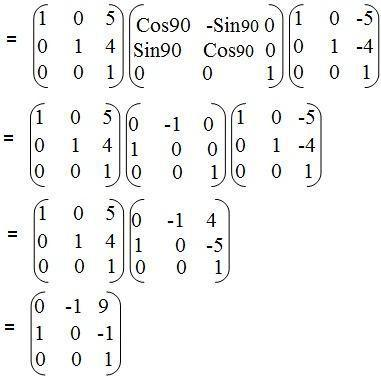 1 0 5 Cos90 -Sin90 0 1 0 -5
= 0 1 4 Sin90 Cos90 0 0 1 -4
0 0 1 0 0 1 0 0 1
1 0 5 0 -1 0 1 0 -5
= 0 1 4 1 0 0 0 1 -4
0 0 1 0 0 1 0 0 1
1 0 5 0 -1 4
= 0 1 4 1 0 -5
0 0 1 0 0 1
0 -1 9
= 1 0 -1
0 0 1